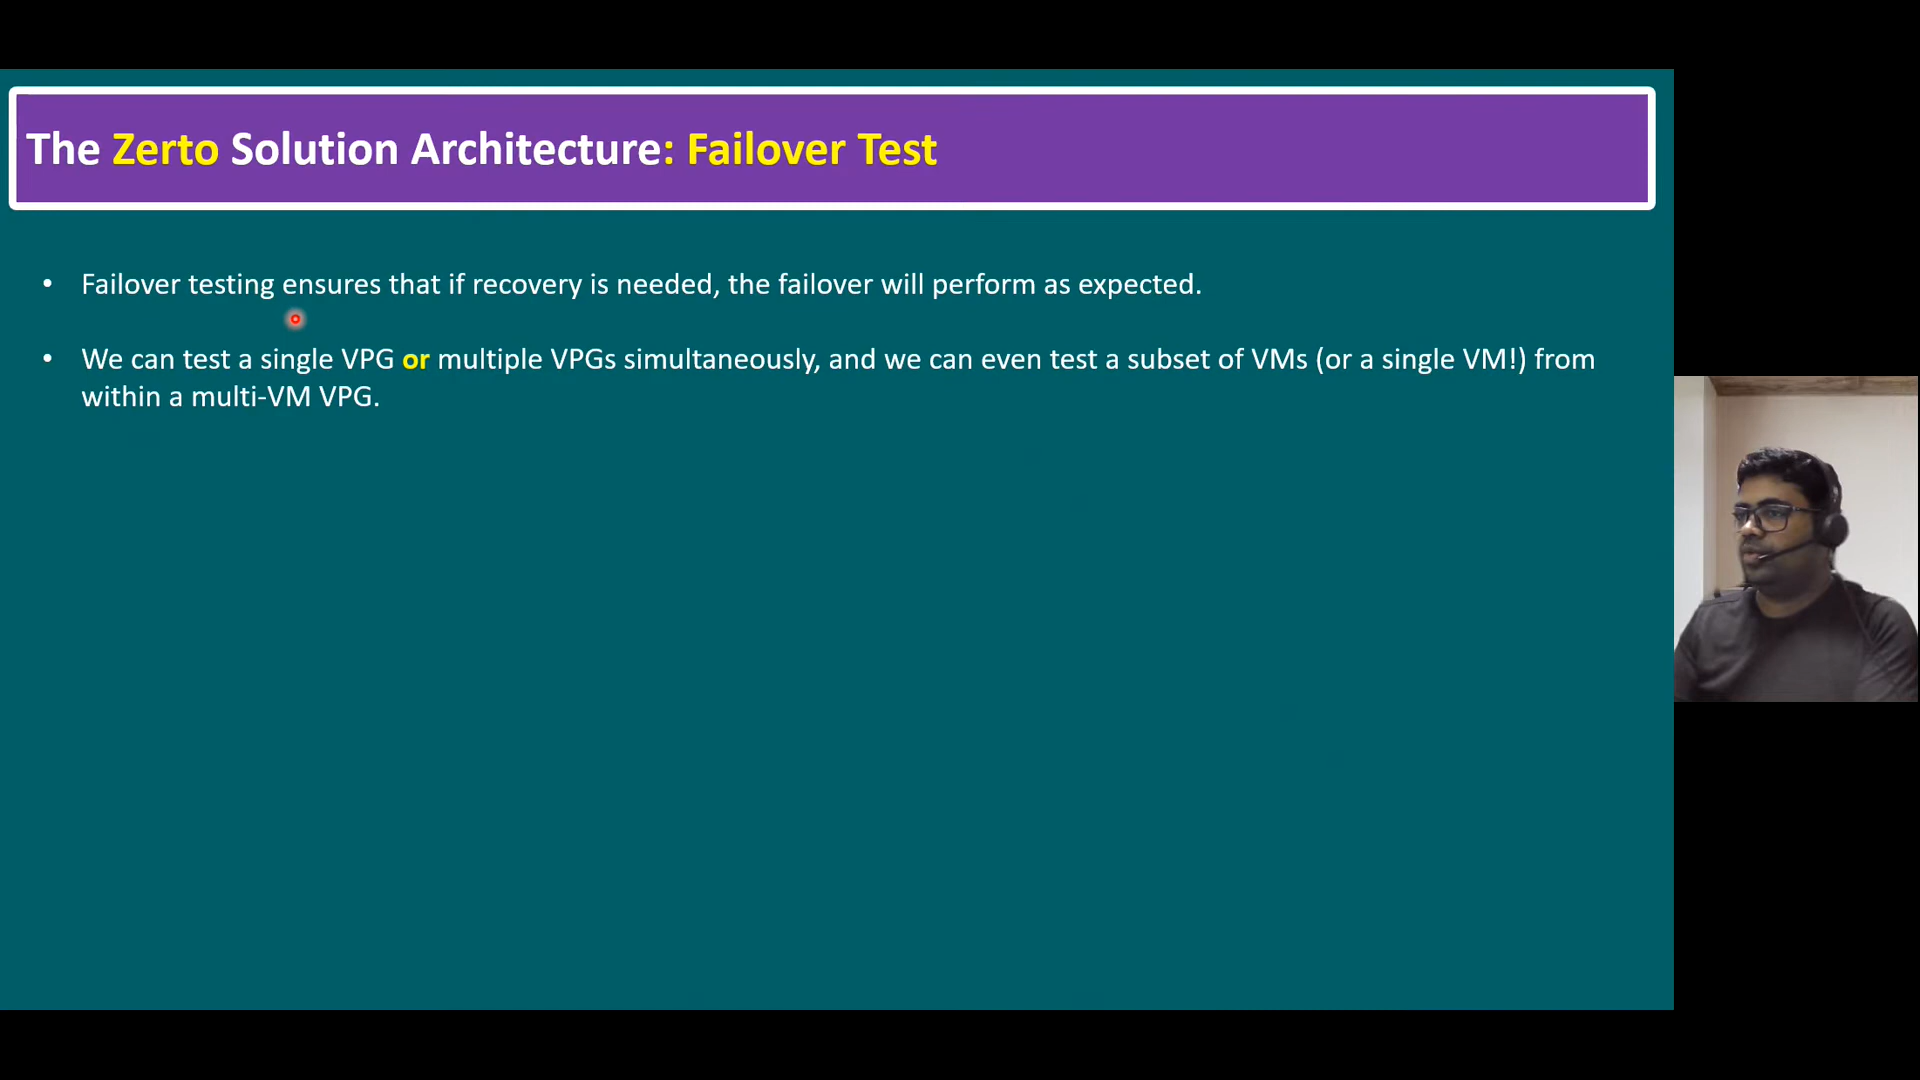 The Zerto Solution Architecture: Failover Test
• Failover testing ensures that if recovery is needed, the failover will perform as expected.
• We can test a single VPG or multiple VPGs simultaneously, and we can even test a subset of VMs (or a single VM!) from
within a multi-VM VPG.